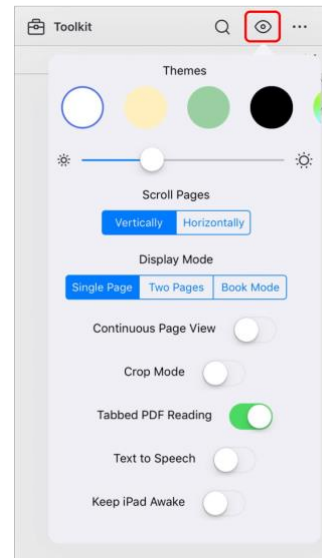 Toolkit
Themes
Scroll Pages
Vertically Horizontally
Display Mode
Single Page Two Pages Book Mode
Continuous Page View
Crop Mode
Tabbed PDF Reading
Text to Speech
Keep iPad Awake